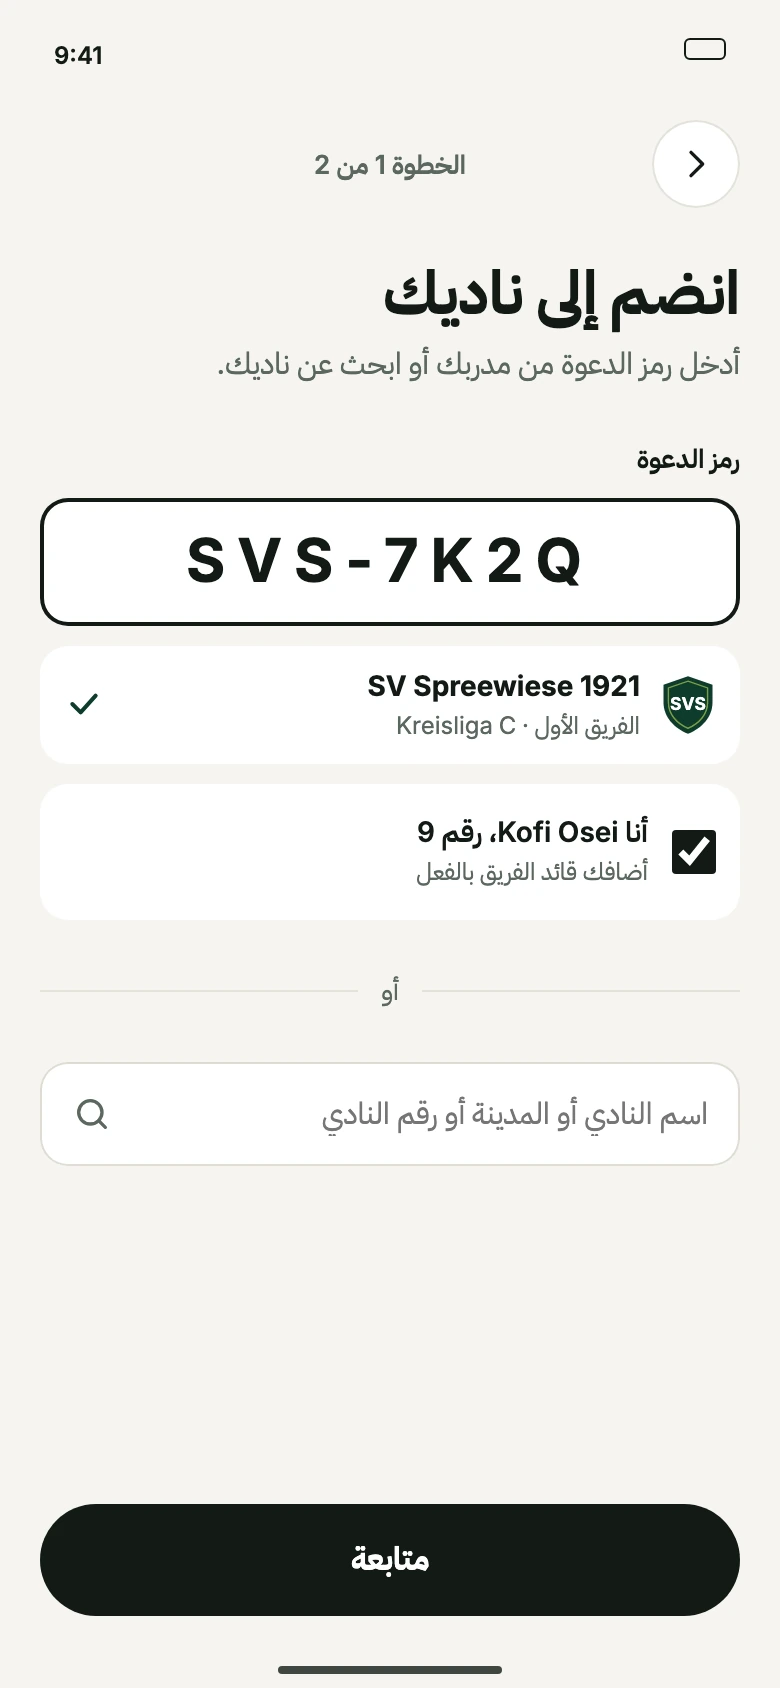 9:41
الخطوة 1 من 2
انضم إلى ناديك
أدخل رمز الدعوة من مدربك أو ابحث عن ناديك.
رمز الدعوة
SVS-7K2Q
SVS
SV Spreewiese 1921
الفريق الأول · Kreisliga C
أنا Kofi Osei، رقم 9
أضافك قائد الفريق بالفعل
أو
اسم النادي أو المدينة أو رقم النادي
متابعة